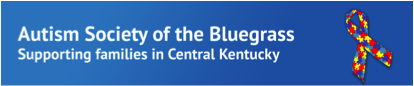 Autism Society of the Bluegrass
Supporting families in Central Kentucky